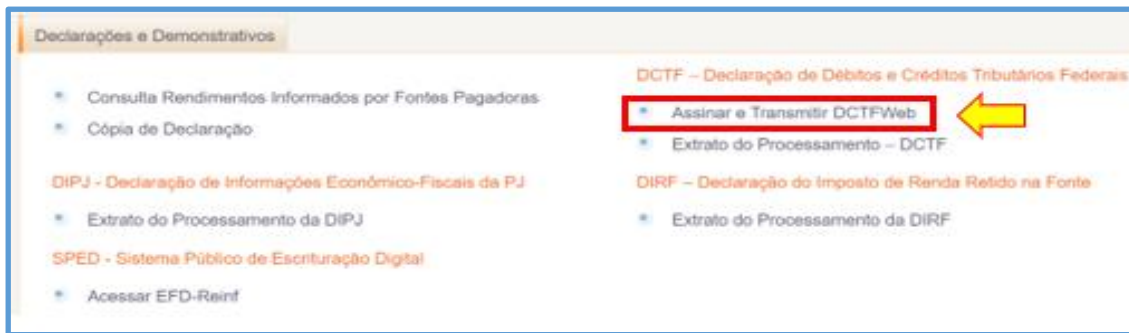 Declarações e Demonstrativos
Consulta Rendimentos Informados por Fontes Pagadoras
Cópia de Declaração
DIPJ - Declaração de Informações Econômico-Fiscais da PJ
Extrato do Processamento da DIPJ
SPED - Sistema Público de Escrituração Digital
Acessar EFD-Reinf
DCTF – Declaração de Débitos e Créditos Tributários Federais
Assinar e Transmitir DCTFWeb
Extrato do Processamento – DCTF
DIRF – Declaração do Imposto de Renda Retido na Fonte
Extrato do Processamento da DIRF